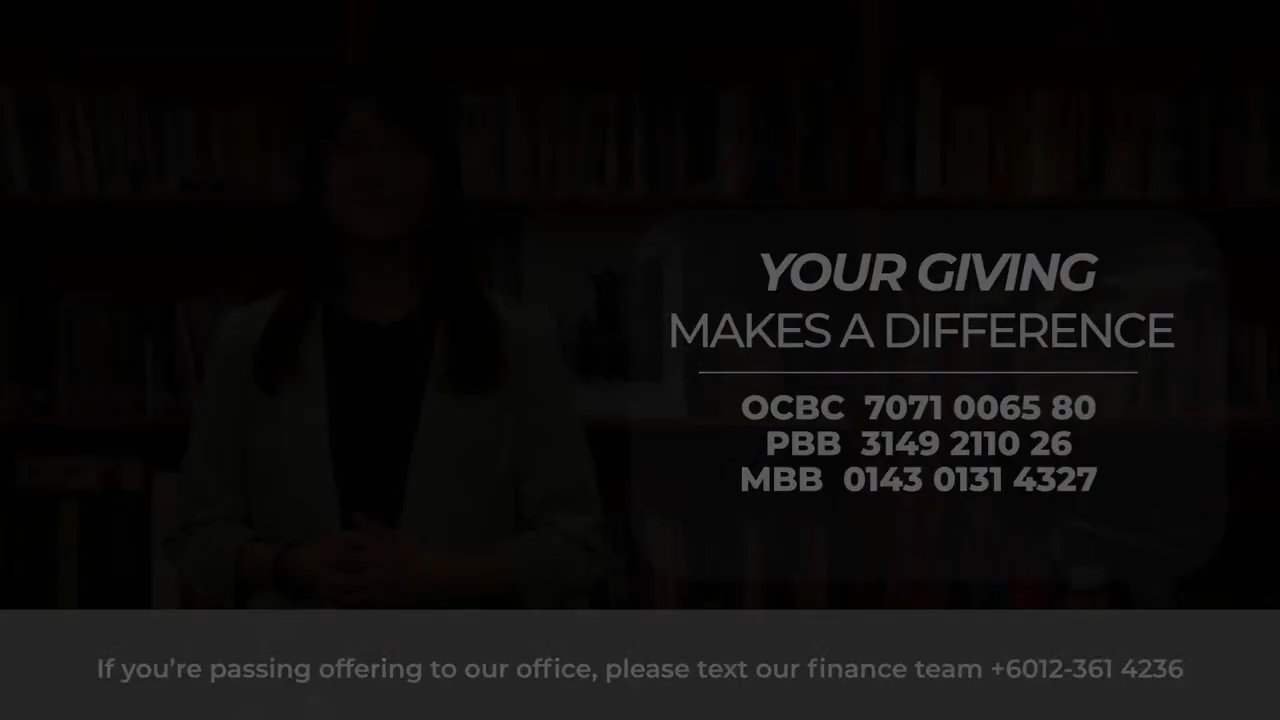 YOUR GIVING
MAKES A DIFFERENCE
OCBC 7071 0065 80
PBB 3149 2110 26
MBB 0143 0131 4327
If you’re passing offering to our office, please text our finance team +6012-361 4236